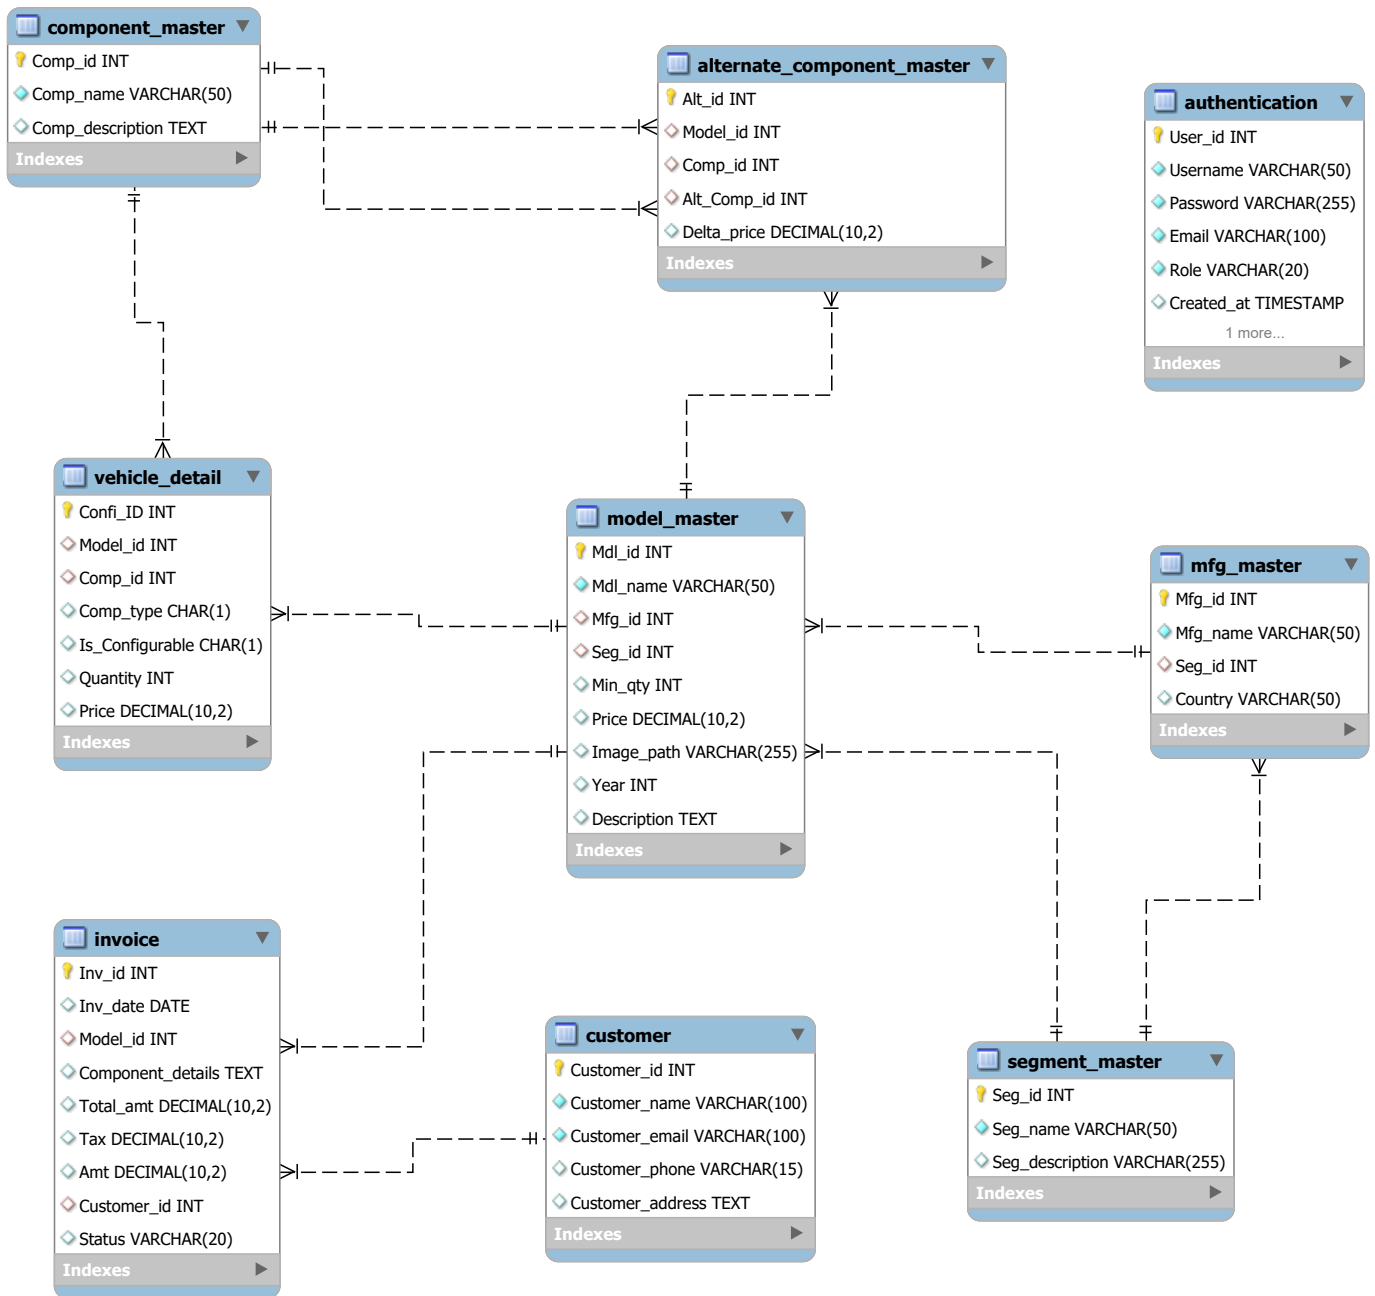 component_master
Comp_id INT
Comp_name VARCHAR(50)
Comp_description TEXT
Indexes
alternate_component_master
Alt_id INT
Model_id INT
Comp_id INT
Alt_Comp_id INT
Delta_price DECIMAL(10,2)
Indexes
authentication
User_id INT
Username VARCHAR(50)
Password VARCHAR(255)
Email VARCHAR(100)
Role VARCHAR(20)
Created_at TIMESTAMP
1 more...
Indexes
vehicle_detail
Confi_ID INT
Model_id INT
Comp_id INT
Comp_type CHAR(1)
Is_Configurable CHAR(1)
Quantity INT
Price DECIMAL(10,2)
Indexes
model_master
Mdl_id INT
Mdl_name VARCHAR(50)
Mfg_id INT
Seg_id INT
Min_qty INT
Price DECIMAL(10,2)
Image_path VARCHAR(255)
Year INT
Description TEXT
Indexes
mfg_master
Mfg_id INT
Mfg_name VARCHAR(50)
Seg_id INT
Country VARCHAR(50)
Indexes
invoice
Inv_id INT
Inv_date DATE
Model_id INT
Component_details TEXT
Total_amt DECIMAL(10,2)
Tax DECIMAL(10,2)
Amt DECIMAL(10,2)
Customer_id INT
Status VARCHAR(20)
Indexes
customer
Customer_id INT
Customer_name VARCHAR(100)
Customer_email VARCHAR(100)
Customer_phone VARCHAR(15)
Customer_address TEXT
Indexes
segment_master
Seg_id INT
Seg_name VARCHAR(50)
Seg_description VARCHAR(255)
Indexes